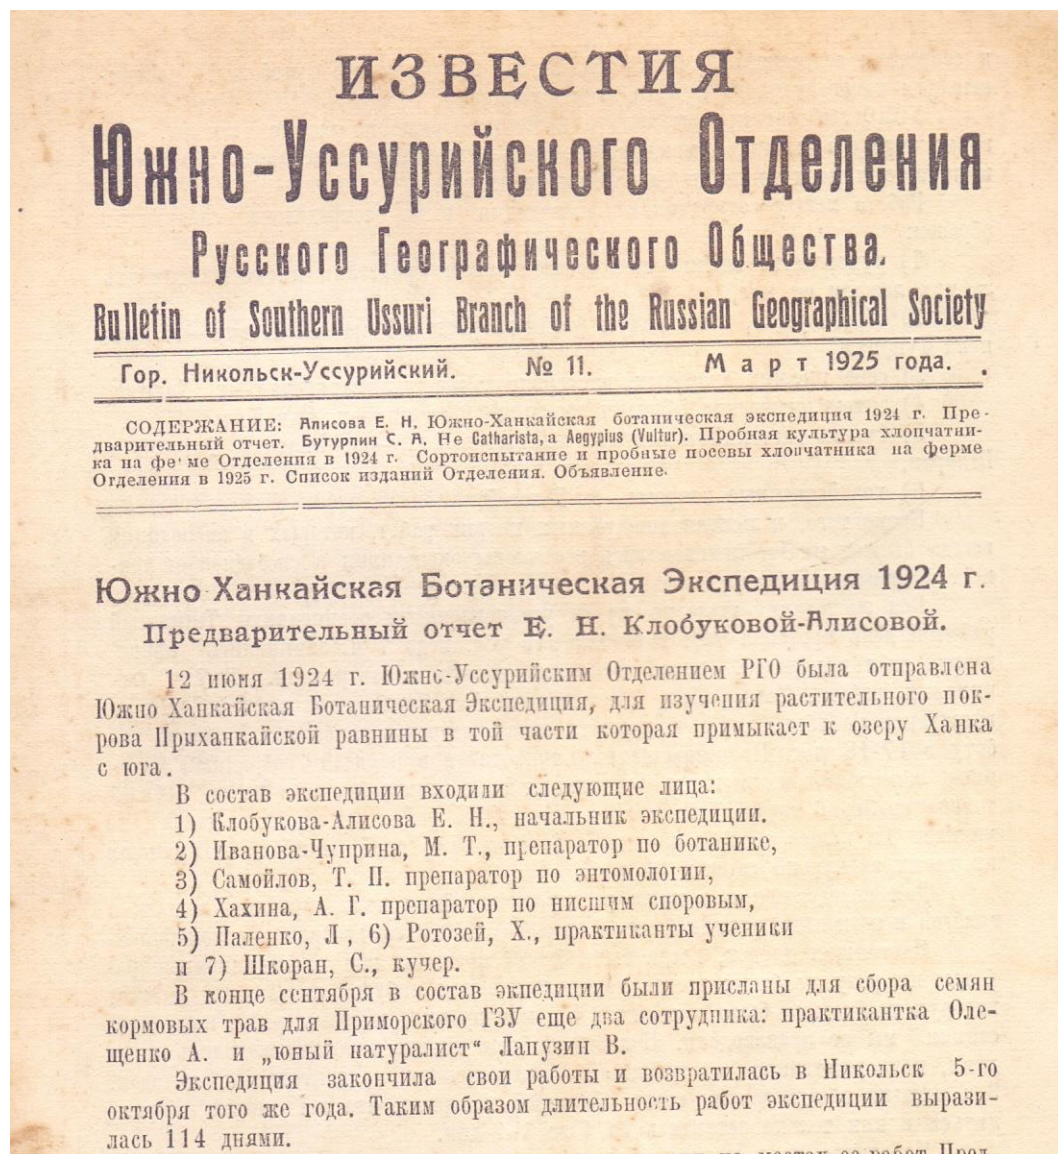 ИЗВЕСТИЯ
Южно-Уссурийского Отделения
Русского Географического Общества.
Bulletin of Southern Ussuri Branch of the Russian Geographical Society
Гор. Никольск-Уссурийский. № 11. Март 1925 года.
СОДЕРЖАНИЕ: Алисова Е. Н. Южно-Ханкайская ботаническая экспедиция 1924 г. Пре-
дварительный отчет. Бутурлин С. А. Не Catharista, а Aegypius (Vultur). Пробная культура хлопчатни-
ка на фе ме Отделения в 1924 г. Сортоиспытание и пробные посевы хлопчатника на ферме
Отделения в 1925 г. Список изданий Отделения. Объявление.
Южно Ханкайская Ботаническая Экспедиция 1924 г.
Предварительный отчет Е. Н. Клобуковой-Алисовой.
12 июня 1924 г. Южно-Уссурийским Отделением РГО была отправлена
Южно Ханкайская Ботаническая Экспедиция, для изучения растительного пок-
рова Приханкайской равнины в той части которая примыкает к озеру Ханка
с юга.
В состав экспедиции входили следующие лица:
1) Клобукова-Алисова Е. Н., начальник экспедиции.
2) Иванова-Чуприна, М. Т., препаратор по ботанике,
3) Самойлов, Т. П. препаратор по энтомологии,
4) Хахина, А. Г. препаратор по нисшим споровым,
5) Паленко, Л , 6) Ротозей, Х., практиканты ученики
и 7) Шкоран, С., кучер.
В конце сентября в состав экпедиции были присланы для сбора семян
кормовых трав для Приморского ГЗУ еще два сотрудника: практикантка Оле-
щенко А. и „юный натуралист“ Лапузин В.
Экспедиция закончила свои работы и возвратилась в Никольск 5-го
октября того же года. Таким образом длительность работ экспедиции вырази-
лась 114 днями.